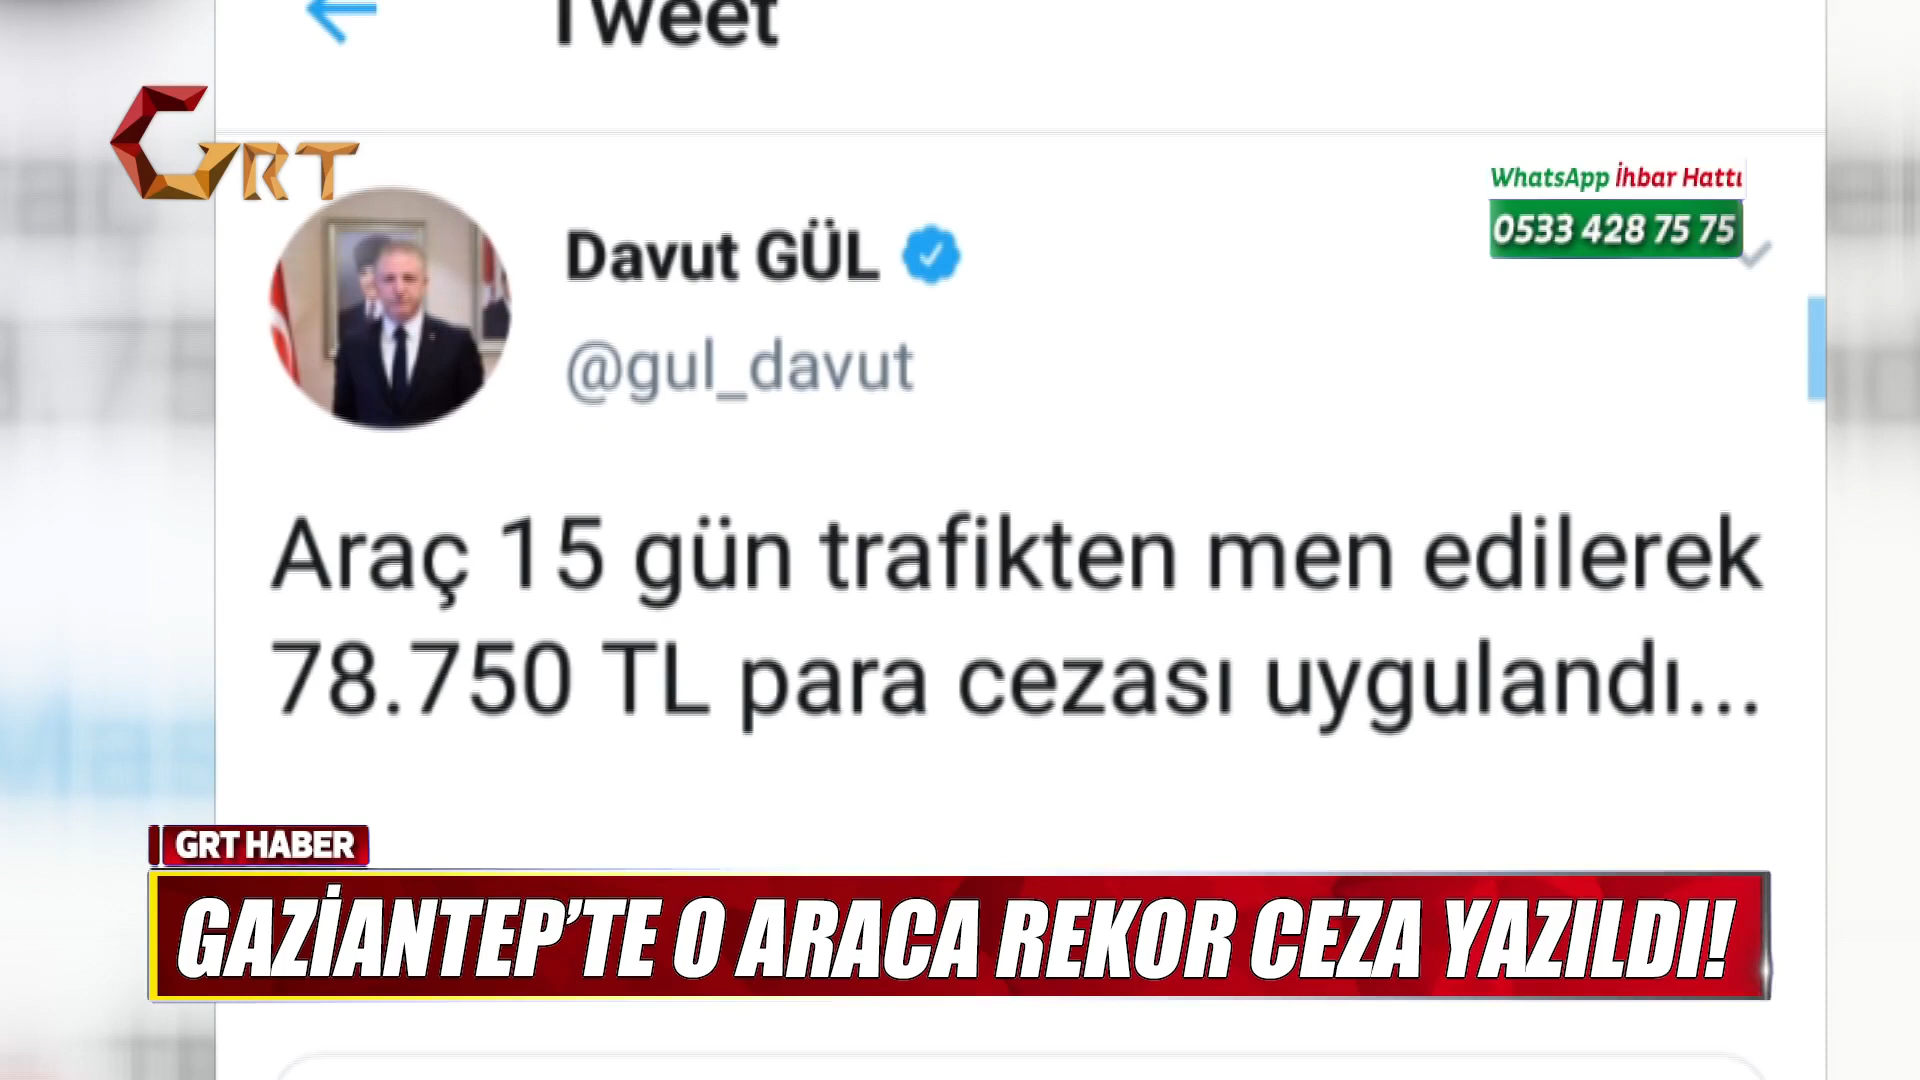 Tweet
GRT
WhatsApp İhbar Hattı
0533 428 75 75
Davut GÜL
@gul_davut
Araç 15 gün trafikten men edilerek
78.750 TL para cezası uygulandı...
GRT HABER
GAZİANTEP'TE O ARACA REKOR CEZA YAZILDI!